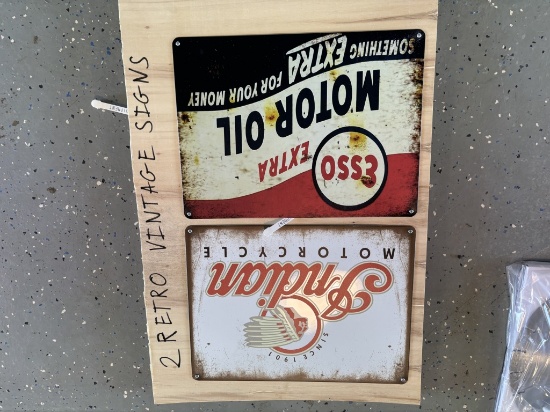 2 RETRO VINTAGE SIGNS
SOMETHING EXTRA
FOR YOUR MONEY
EXTRA
MOTOR OIL
ESSO
Indian
MOTORCYCLE
SINCE 1901